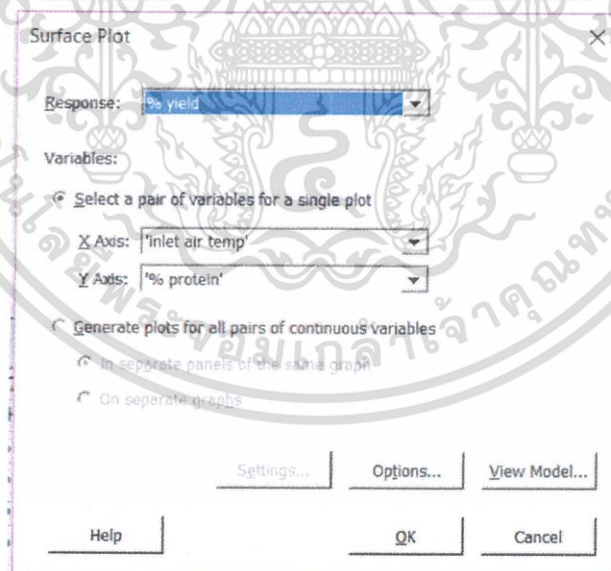 Surface Plot
Response: % yield
Variables:
Select a pair of variables for a single plot
X Axis: 'inlet air temp'
Y Axis: '% protein'
Generate plots for all pairs of continuous variables
In separate panels of the same graph
On separate graphs
Settings... Options... View Model...
Help OK Cancel